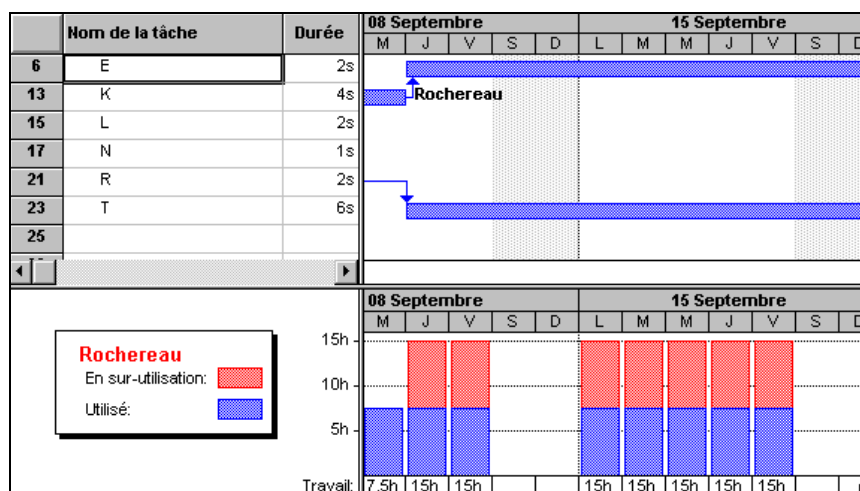 Nom de la tâche Durée 08 Septembre 15 Septembre
M J V S D L M M J V S D
6 E 2s
13 K 4s Rochereau
15 L 2s
17 N 1s
21 R 2s
23 T 6s
25
08 Septembre 15 Septembre
M J V S D L M M J V S D
Rochereau
En sur-utilisation:
Utilisé:
15h
10h
5h
Travail: 7.5h 15h 15h 15h 15h 15h 15h 15h